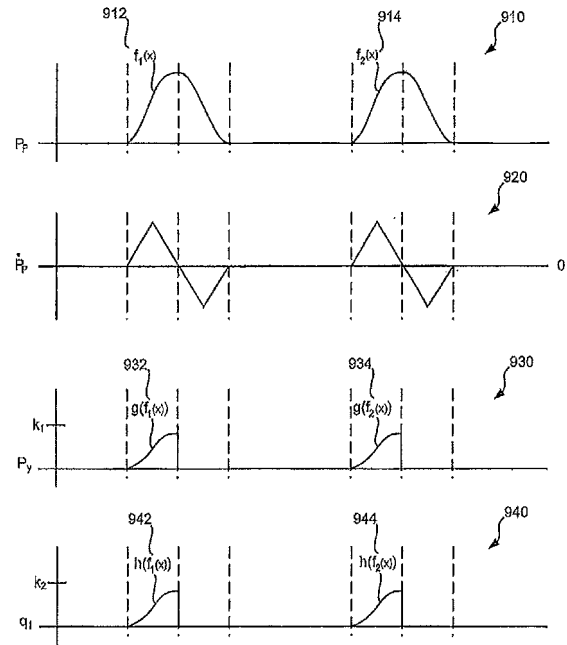 912
914
910
f₁(x)
f₂(x)
Pₚ
920
Ṗₚ
0
932
934
930
k₁
g(f₁(x))
g(f₂(x))
Pᵧ
942
944
940
k₂
h(f₁(x))
h(f₂(x))
q₁